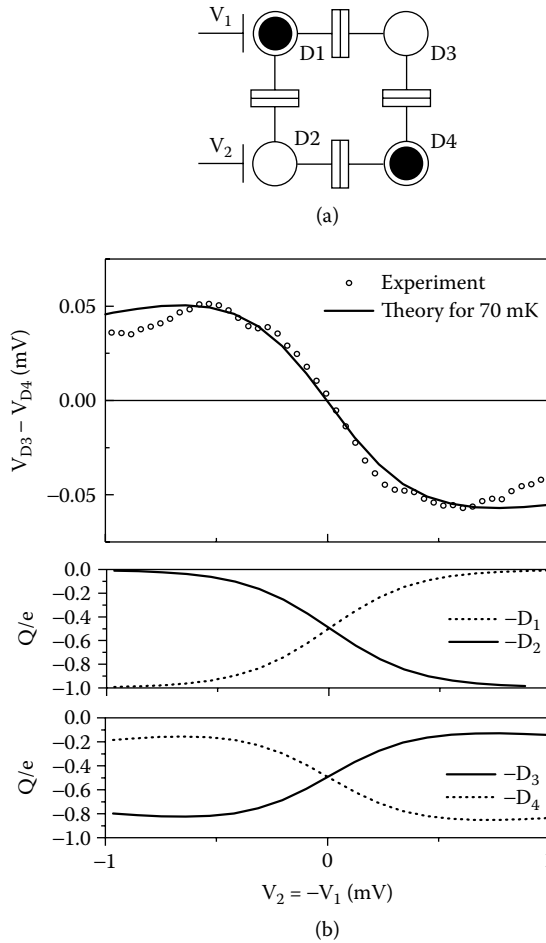 V1
D1
D3
V2
D2
D4
(a)
Experiment
Theory for 70 mK
VD3 – VD4 (mV)
0.05
0.00
−0.05
Q/e
0.0
−0.2
−0.4
−0.6
−0.8
−1.0
−D1
−D2
Q/e
0.0
−0.2
−0.4
−0.6
−0.8
−1.0
−D3
−D4
−1
0
1
V2 = −V1 (mV)
(b)